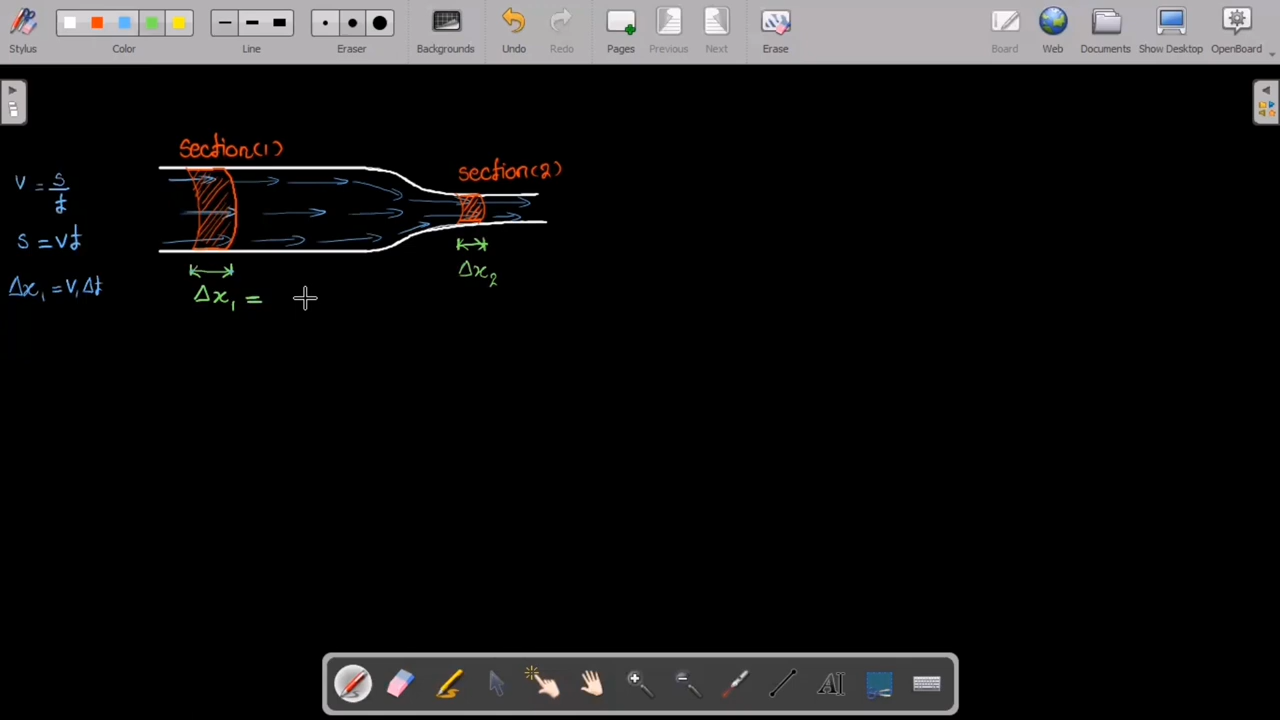 Stylus
Color
Line
Eraser
Backgrounds
Undo
Redo
Pages
Previous
Next
Erase
Board
Web
Documents
Show Desktop
OpenBoard
section(1)
section(2)
V = s/t
s = vt
Δx₁ = V₁Δt
Δx₁ =
Δx₂
AI